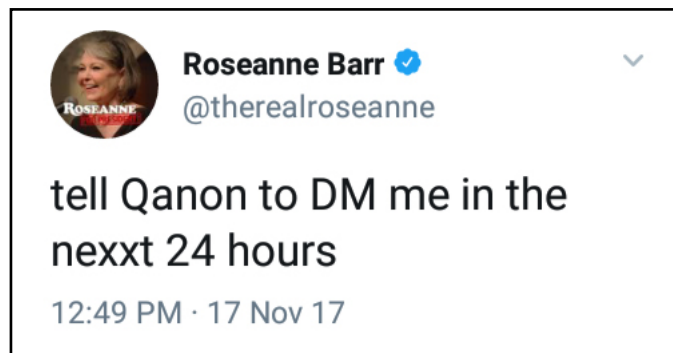 Roseanne Barr
@therealroseanne
ROSEANNE
tell Qanon to DM me in the
nexxt 24 hours
12:49 PM · 17 Nov 17